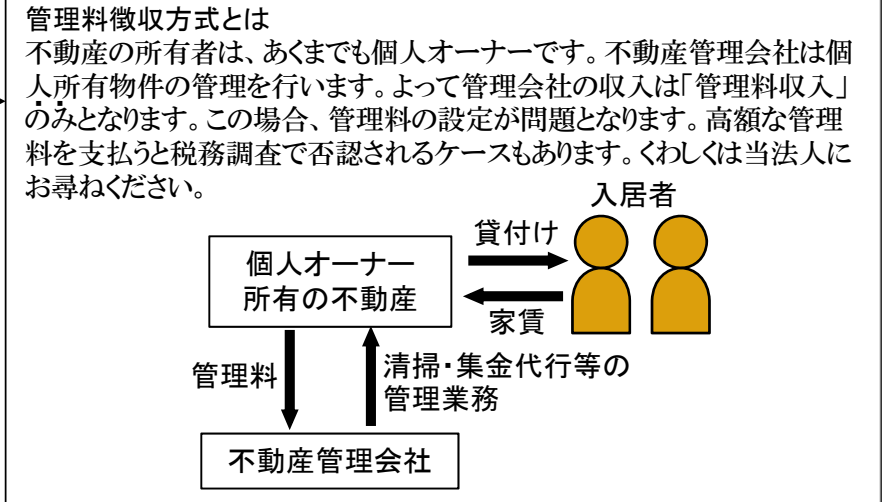 管理料徴収方式とは
不動産の所有者は、あくまでも個人オーナーです。不動産管理会社は個
人所有物件の管理を行います。よって管理会社の収入は「管理料収入」
のみとなります。この場合、管理料の設定が問題となります。高額な管理
料を支払うと税務調査で否認されるケースもあります。くわしくは当法人に
お尋ねください。
入居者
貸付け
個人オーナー
所有の不動産
家賃
管理料
清掃・集金代行等の
管理業務
不動産管理会社